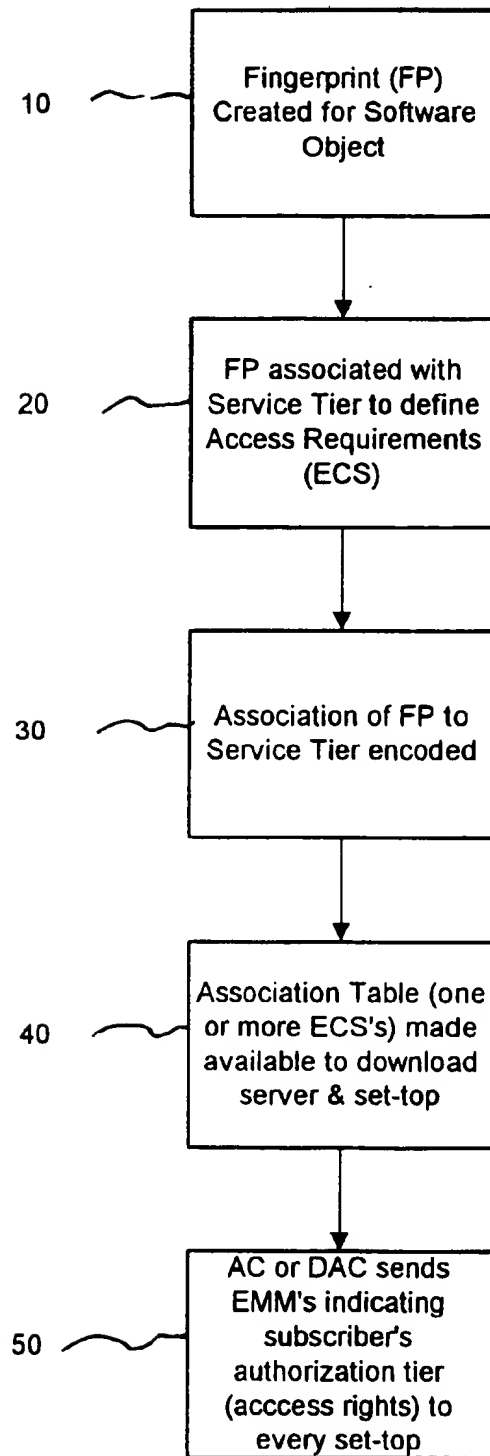 10
Fingerprint (FP)
Created for Software
Object
20
FP associated with
Service Tier to define
Access Requirements
(ECS)
30
Association of FP to
Service Tier encoded
40
Association Table (one
or more ECS's) made
available to download
server & set-top
50
AC or DAC sends
EMM's indicating
subscriber's
authorization tier
(acccess rights) to
every set-top